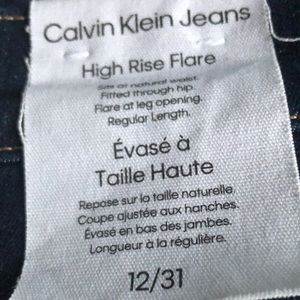 Calvin Klein Jeans
High Rise Flare
Sits at natural waist.
Fitted through hip.
Flare at leg opening.
Regular Length.
Évasé à
Taille Haute
Repose sur la taille naturelle.
Coupe ajustée aux hanches.
Évasé en bas des jambes.
Longueur à la régulière.
12/31